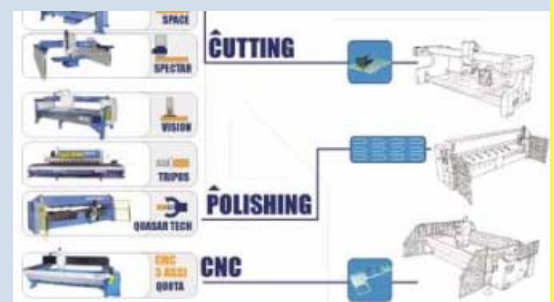 SPACE
SPECTAR
CUTTING
VISION
TRIPOS
QUASAR TECH
POLISHING
CNC
3 ASSI
QUOTA
CNC